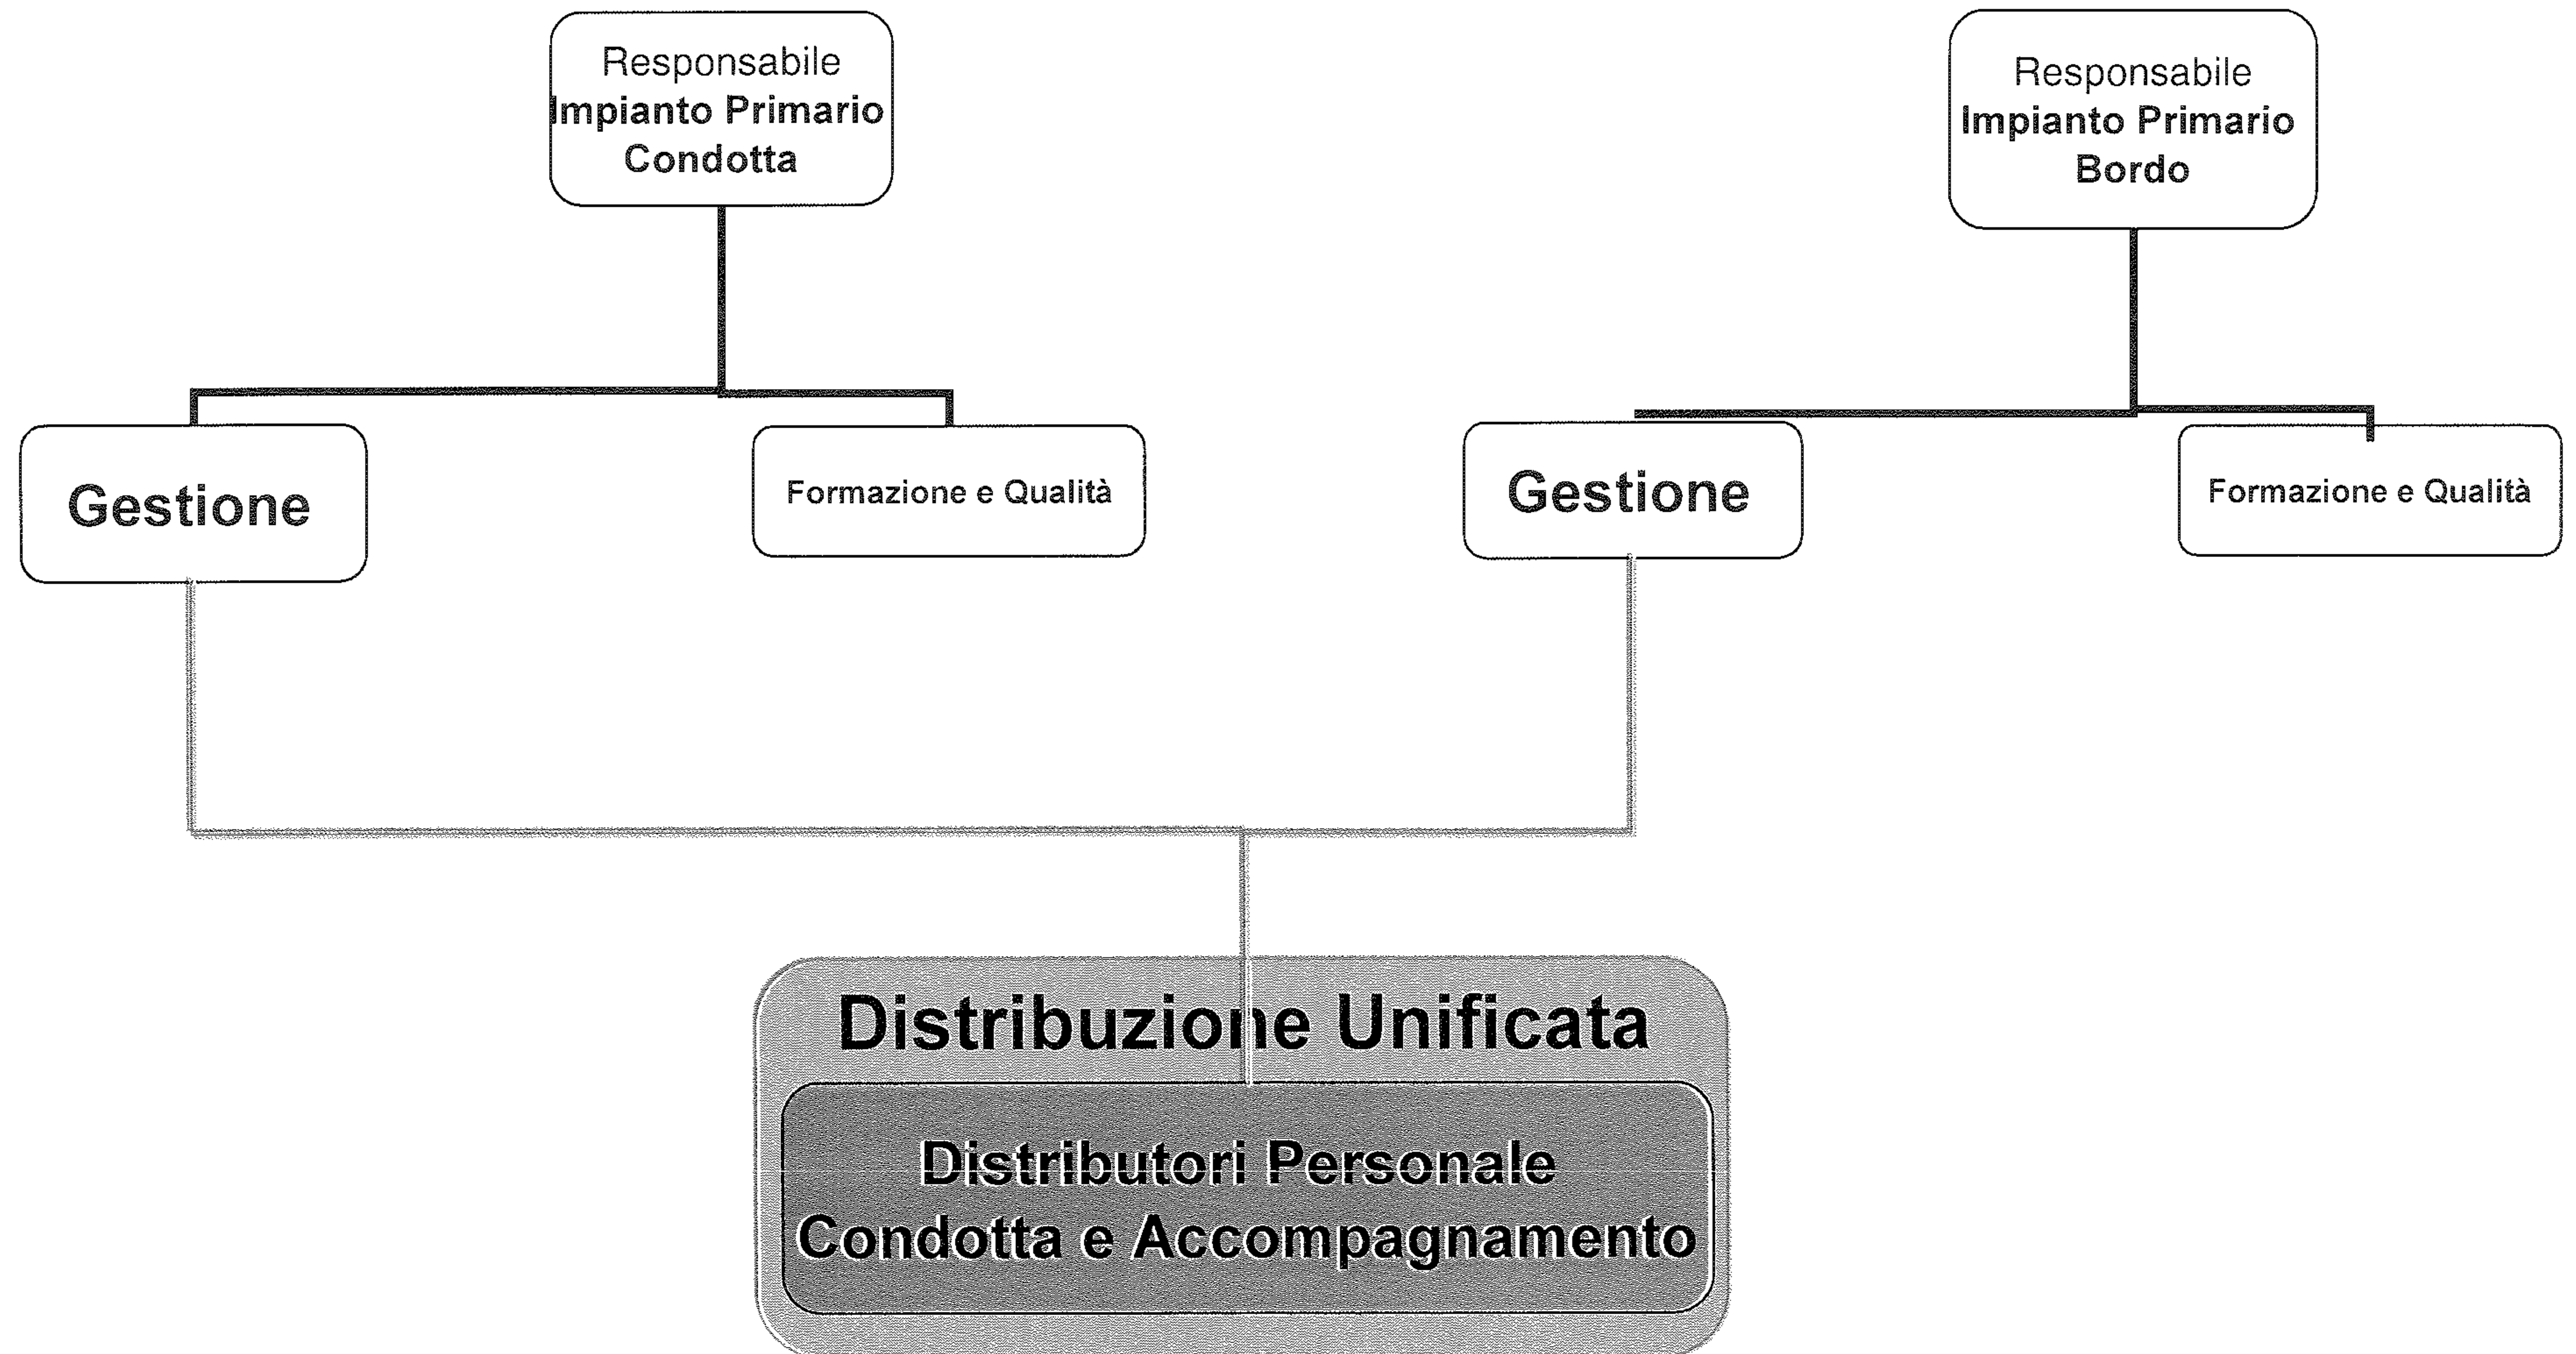 Responsabile
Impianto Primario
Condotta
Responsabile
Impianto Primario
Bordo
Gestione
Formazione e Qualità
Gestione
Formazione e Qualità
Distribuzione Unificata
Distributori Personale
Condotta e Accompagnamento